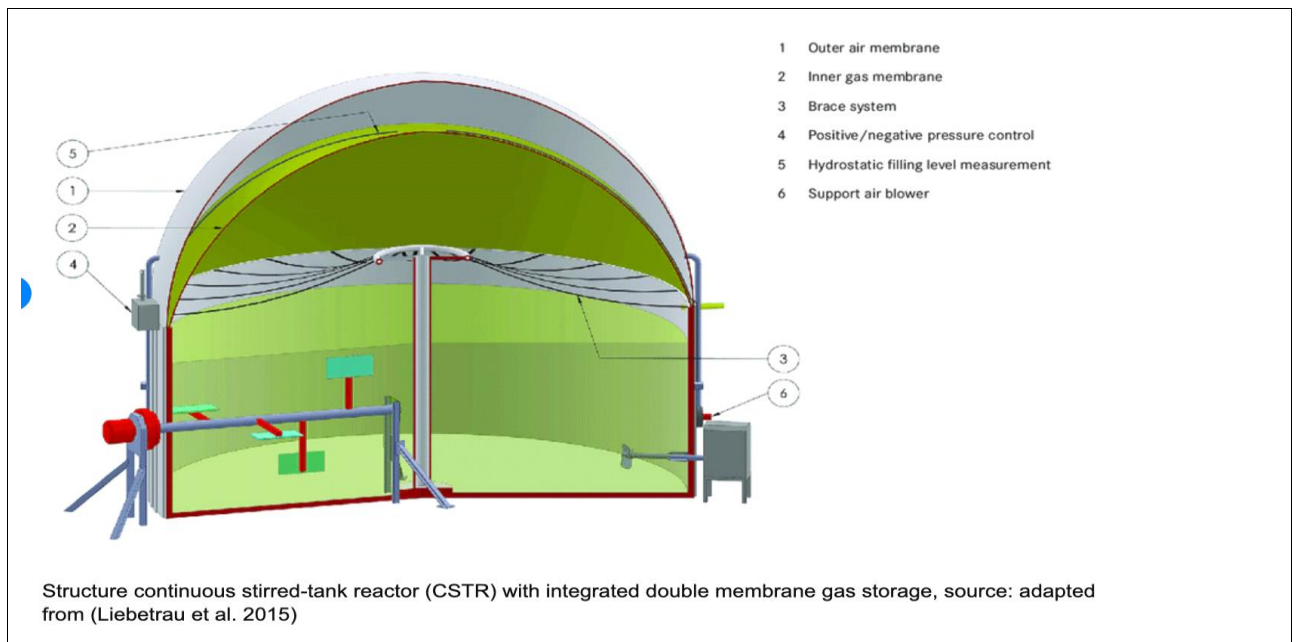 1 Outer air membrane
2 Inner gas membrane
3 Brace system
4 Positive/negative pressure control
5 Hydrostatic filling level measurement
6 Support air blower
5
1
2
4
3
6
Structure continuous stirred-tank reactor (CSTR) with integrated double membrane gas storage, source: adapted
from (Liebetrau et al. 2015)